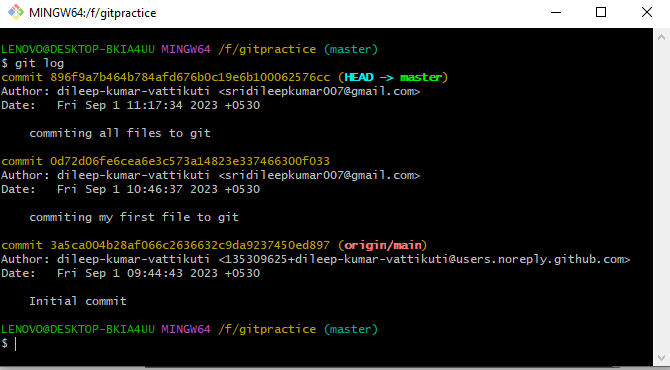 MINGW64:/f/gitpractice
LENOVO@DESKTOP-BKIA4UU MINGW64 /f/gitpractice (master)
$ git log
commit 896f9a7b464b784afd676b0c19e6b100062576cc (HEAD -> master)
Author: dileep-kumar-vattikuti <sridileepkumar007@gmail.com>
Date:   Fri Sep 1 11:17:34 2023 +0530
    commiting all files to git
commit 0d72d06fe6cea6e3c573a14823e337466300f033
Author: dileep-kumar-vattikuti <sridileepkumar007@gmail.com>
Date:   Fri Sep 1 10:46:37 2023 +0530
    commiting my first file to git
commit 3a5ca004b28af066c2636632c9da9237450ed897 (origin/main)
Author: dileep-kumar-vattikuti <135309625+dileep-kumar-vattikuti@users.noreply.github.com>
Date:   Fri Sep 1 09:44:43 2023 +0530
    Initial commit
LENOVO@DESKTOP-BKIA4UU MINGW64 /f/gitpractice (master)
$